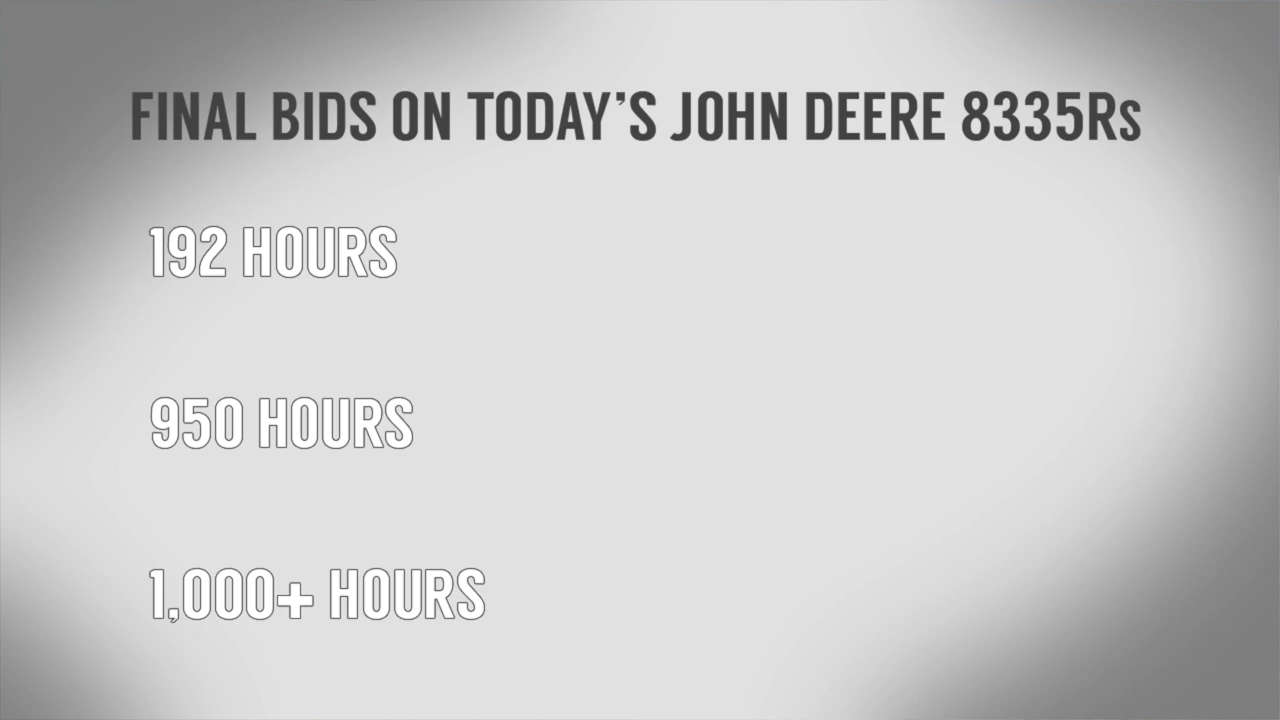 FINAL BIDS ON TODAY'S JOHN DEERE 8335Rs
192 HOURS
950 HOURS
1,000+ HOURS